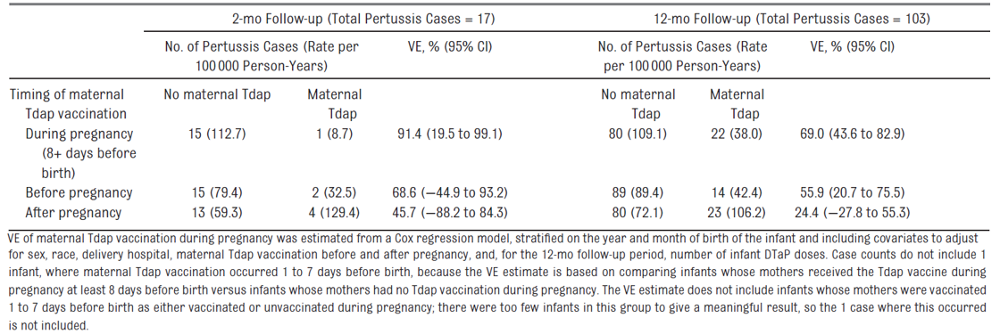 2-mo Follow-up (Total Pertussis Cases = 17) 12-mo Follow-up (Total Pertussis Cases = 103)
No. of Pertussis Cases (Rate per VE, % (95% CI) No. of Pertussis Cases (Rate VE, % (95% CI)
100 000 Person-Years) per 100 000 Person-Years)
Timing of maternal No maternal Tdap Maternal No maternal Maternal
Tdap vaccination Tdap Tdap Tdap
During pregnancy 15 (112.7) 1 (8.7) 91.4 (19.5 to 99.1) 80 (109.1) 22 (38.0) 69.0 (43.6 to 82.9)
(8+ days before
birth)
Before pregnancy 15 (79.4) 2 (32.5) 68.6 (−44.9 to 93.2) 89 (89.4) 14 (42.4) 55.9 (20.7 to 75.5)
After pregnancy 13 (59.3) 4 (129.4) 45.7 (−88.2 to 84.3) 80 (72.1) 23 (106.2) 24.4 (−27.8 to 55.3)
VE of maternal Tdap vaccination during pregnancy was estimated from a Cox regression model, stratified on the year and month of birth of the infant and including covariates to adjust
for sex, race, delivery hospital, maternal Tdap vaccination before and after pregnancy, and, for the 12-mo follow-up period, number of infant DTaP doses. Case counts do not include 1
infant, where maternal Tdap vaccination occurred 1 to 7 days before birth, because the VE estimate is based on comparing infants whose mothers received the Tdap vaccine during
pregnancy at least 8 days before birth versus infants whose mothers had no Tdap vaccination during pregnancy. The VE estimate does not include infants whose mothers were vaccinated
1 to 7 days before birth as either vaccinated or unvaccinated during pregnancy; there were too few infants in this group to give a meaningful result, so the 1 case where this occurred
is not included.